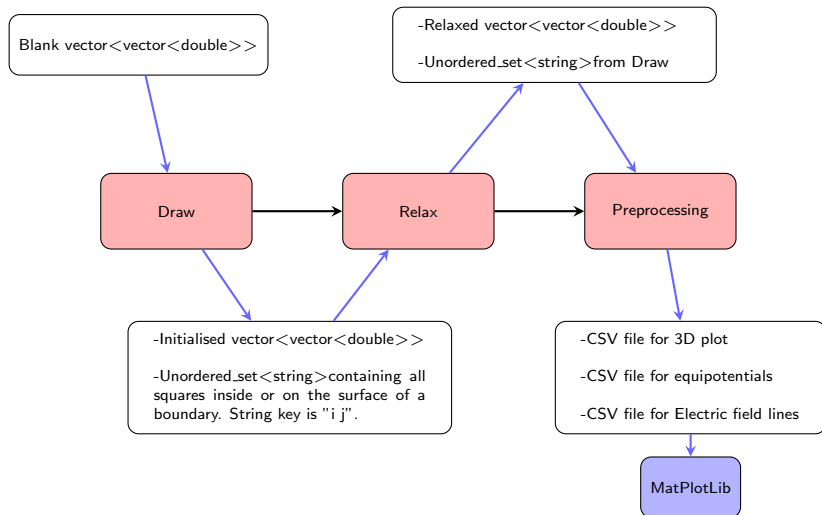 Blank vector<vector<double>>
-Relaxed vector<vector<double>>
-Unordered_set<string>from Draw
Draw
Relax
Preprocessing
-Initialised vector<vector<double>>
-Unordered_set<string>containing all
squares inside or on the surface of a
boundary. String key is "i j".
-CSV file for 3D plot
-CSV file for equipotentials
-CSV file for Electric field lines
MatPlotLib